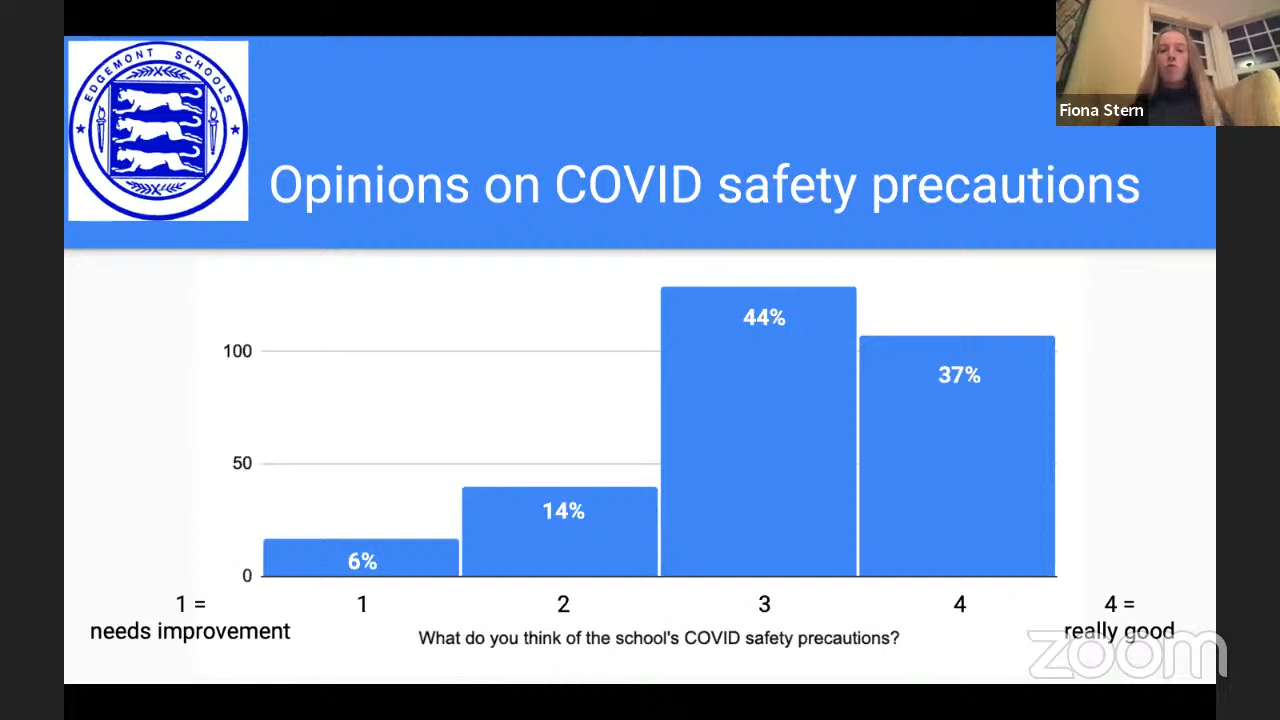 EDGEMONT SCHOOLS
Fiona Stern
Opinions on COVID safety precautions
44%
100
37%
50
14%
6%
0
1 =
needs improvement
1
2
3
4
4 =
really good
What do you think of the school's COVID safety precautions?
zoom